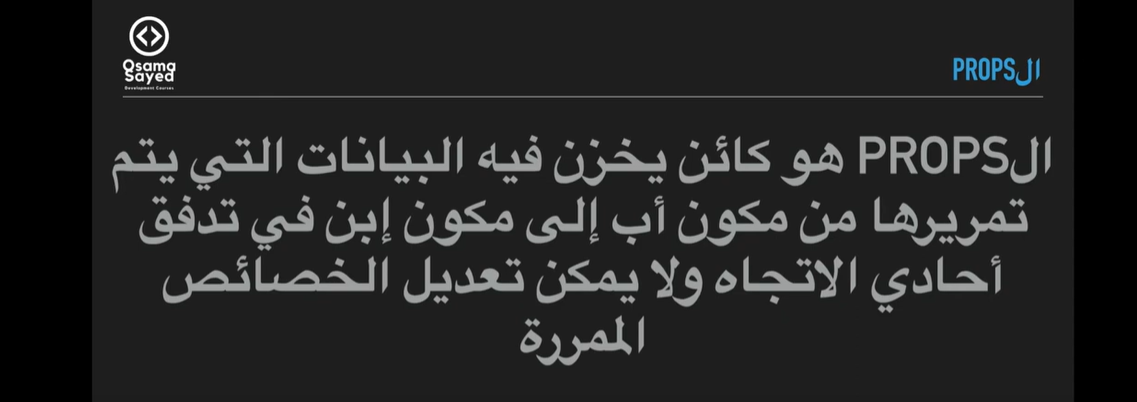 Osama
Sayed
Development Courses
الPROPS
الPROPS هو كائن يخزن فيه البيانات التي يتم
تمريرها من مكون أب إلى مكون إبن في تدفق
أحادي الاتجاه ولا يمكن تعديل الخصائص
الممررة